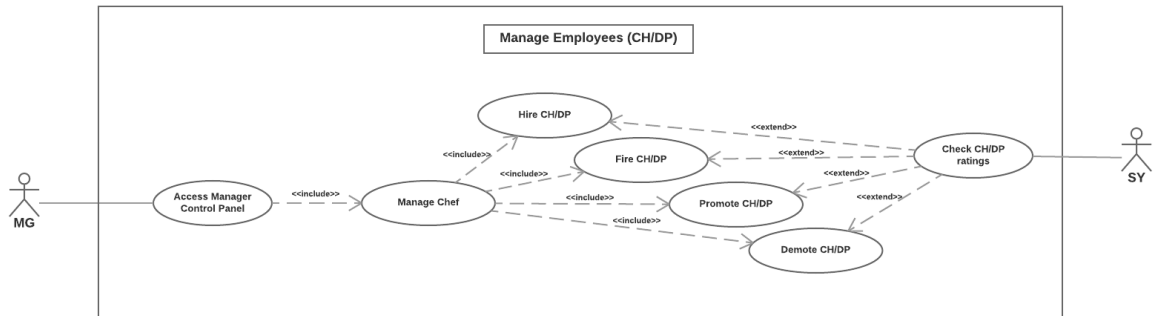 Manage Employees (CH/DP)
Hire CH/DP
<<extend>>
<<include>>
Fire CH/DP
<<extend>>
Check CH/DP
ratings
SY
<<include>>
<<extend>>
MG
Access Manager
Control Panel
<<include>>
Manage Chef
<<include>>
Promote CH/DP
<<extend>>
<<include>>
Demote CH/DP